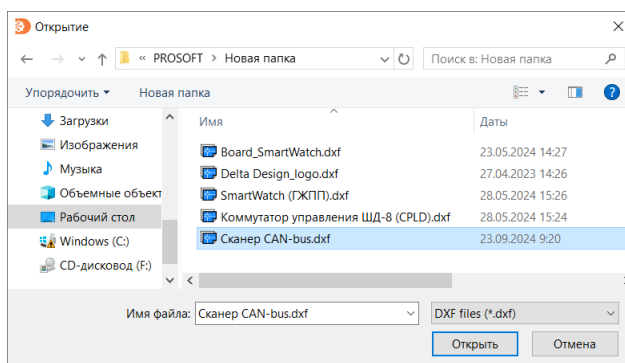 Открытие
« PROSOFT > Новая папка
Поиск в: Новая папка
Упорядочить
Новая папка
Загрузки
Изображения
Музыка
Объемные объект
Рабочий стол
Windows (C:)
CD-дисковод (F:)
Имя Даты
Board_SmartWatch.dxf 23.05.2024 14:27
Delta Design_logo.dxf 27.04.2023 14:26
SmartWatch (ГЖПП).dxf 28.05.2024 15:26
Коммутатор управления ШД-8 (CPLD).dxf 28.05.2024 15:24
Сканер CAN-bus.dxf 23.09.2024 9:20
Имя файла: Сканер CAN-bus.dxf DXF files (*.dxf)
Открыть Отмена